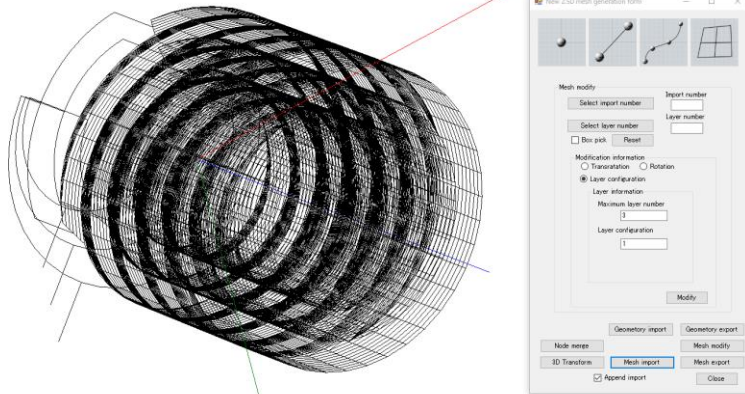 New 2.5D mesh generation form
Mesh modify
Select import number
Import number
Select layer number
Layer number
Box pick
Reset
Modification information
Transratation
Rotation
Layer configuration
Layer information
Maximum layer number
3
Layer configuration
1
Modify
Geometory import
Geometory export
Node merge
Mesh modify
3D Transform
Mesh import
Mesh export
Append import
Close